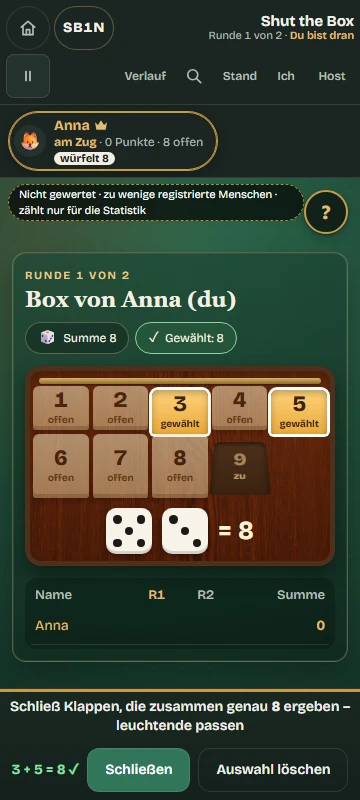 SB1N
Shut the Box
Runde 1 von 2 · Du bist dran
Verlauf
Stand
Ich
Host
Anna
am Zug · 0 Punkte · 8 offen
würfelt 8
Nicht gewertet · zu wenige registrierte Menschen ·
zählt nur für die Statistik
?
RUNDE 1 VON 2
Box von Anna (du)
Summe 8
✓ Gewählt: 8
1 2 3 4 5
offen offen gewählt offen gewählt
6 7 8 9
offen offen offen zu
= 8
Name R1 R2 Summe
Anna 0
Schließ Klappen, die zusammen genau 8 ergeben –
leuchtende passen
3 + 5 = 8 ✓
Schließen
Auswahl löschen